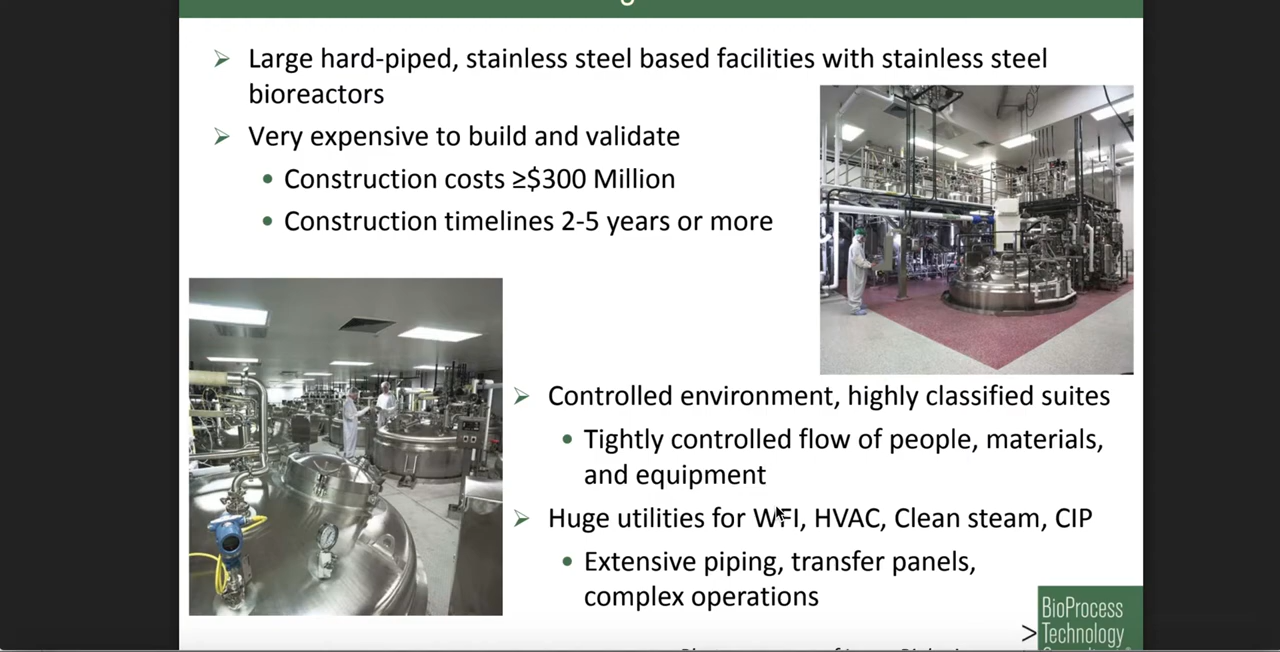 ➢ Large hard-piped, stainless steel based facilities with stainless steel
bioreactors
➢ Very expensive to build and validate
• Construction costs ≥$300 Million
• Construction timelines 2-5 years or more
➢ Controlled environment, highly classified suites
• Tightly controlled flow of people, materials,
and equipment
➢ Huge utilities for WFI, HVAC, Clean steam, CIP
• Extensive piping, transfer panels,
complex operations
BioProcess
> Technology